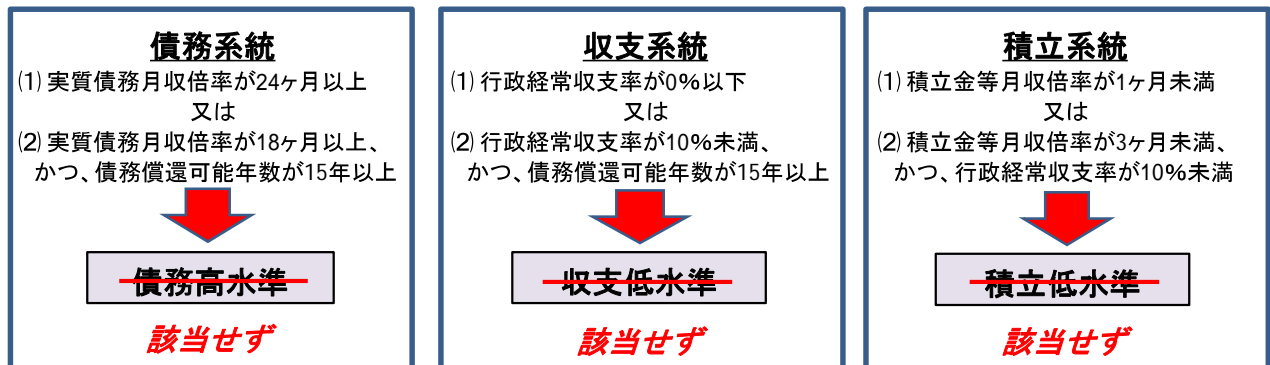 債務系統
⑴ 実質債務月収倍率が24ヶ月以上
又は
⑵ 実質債務月収倍率が18ヶ月以上、
かつ、債務償還可能年数が15年以上
債務高水準
該当せず
収支系統
⑴ 行政経常収支率が0%以下
又は
⑵ 行政経常収支率が10%未満、
かつ、債務償還可能年数が15年以上
収支低水準
該当せず
積立系統
⑴ 積立金等月収倍率が1ヶ月未満
又は
⑵ 積立金等月収倍率が3ヶ月未満、
かつ、行政経常収支率が10%未満
積立低水準
該当せず